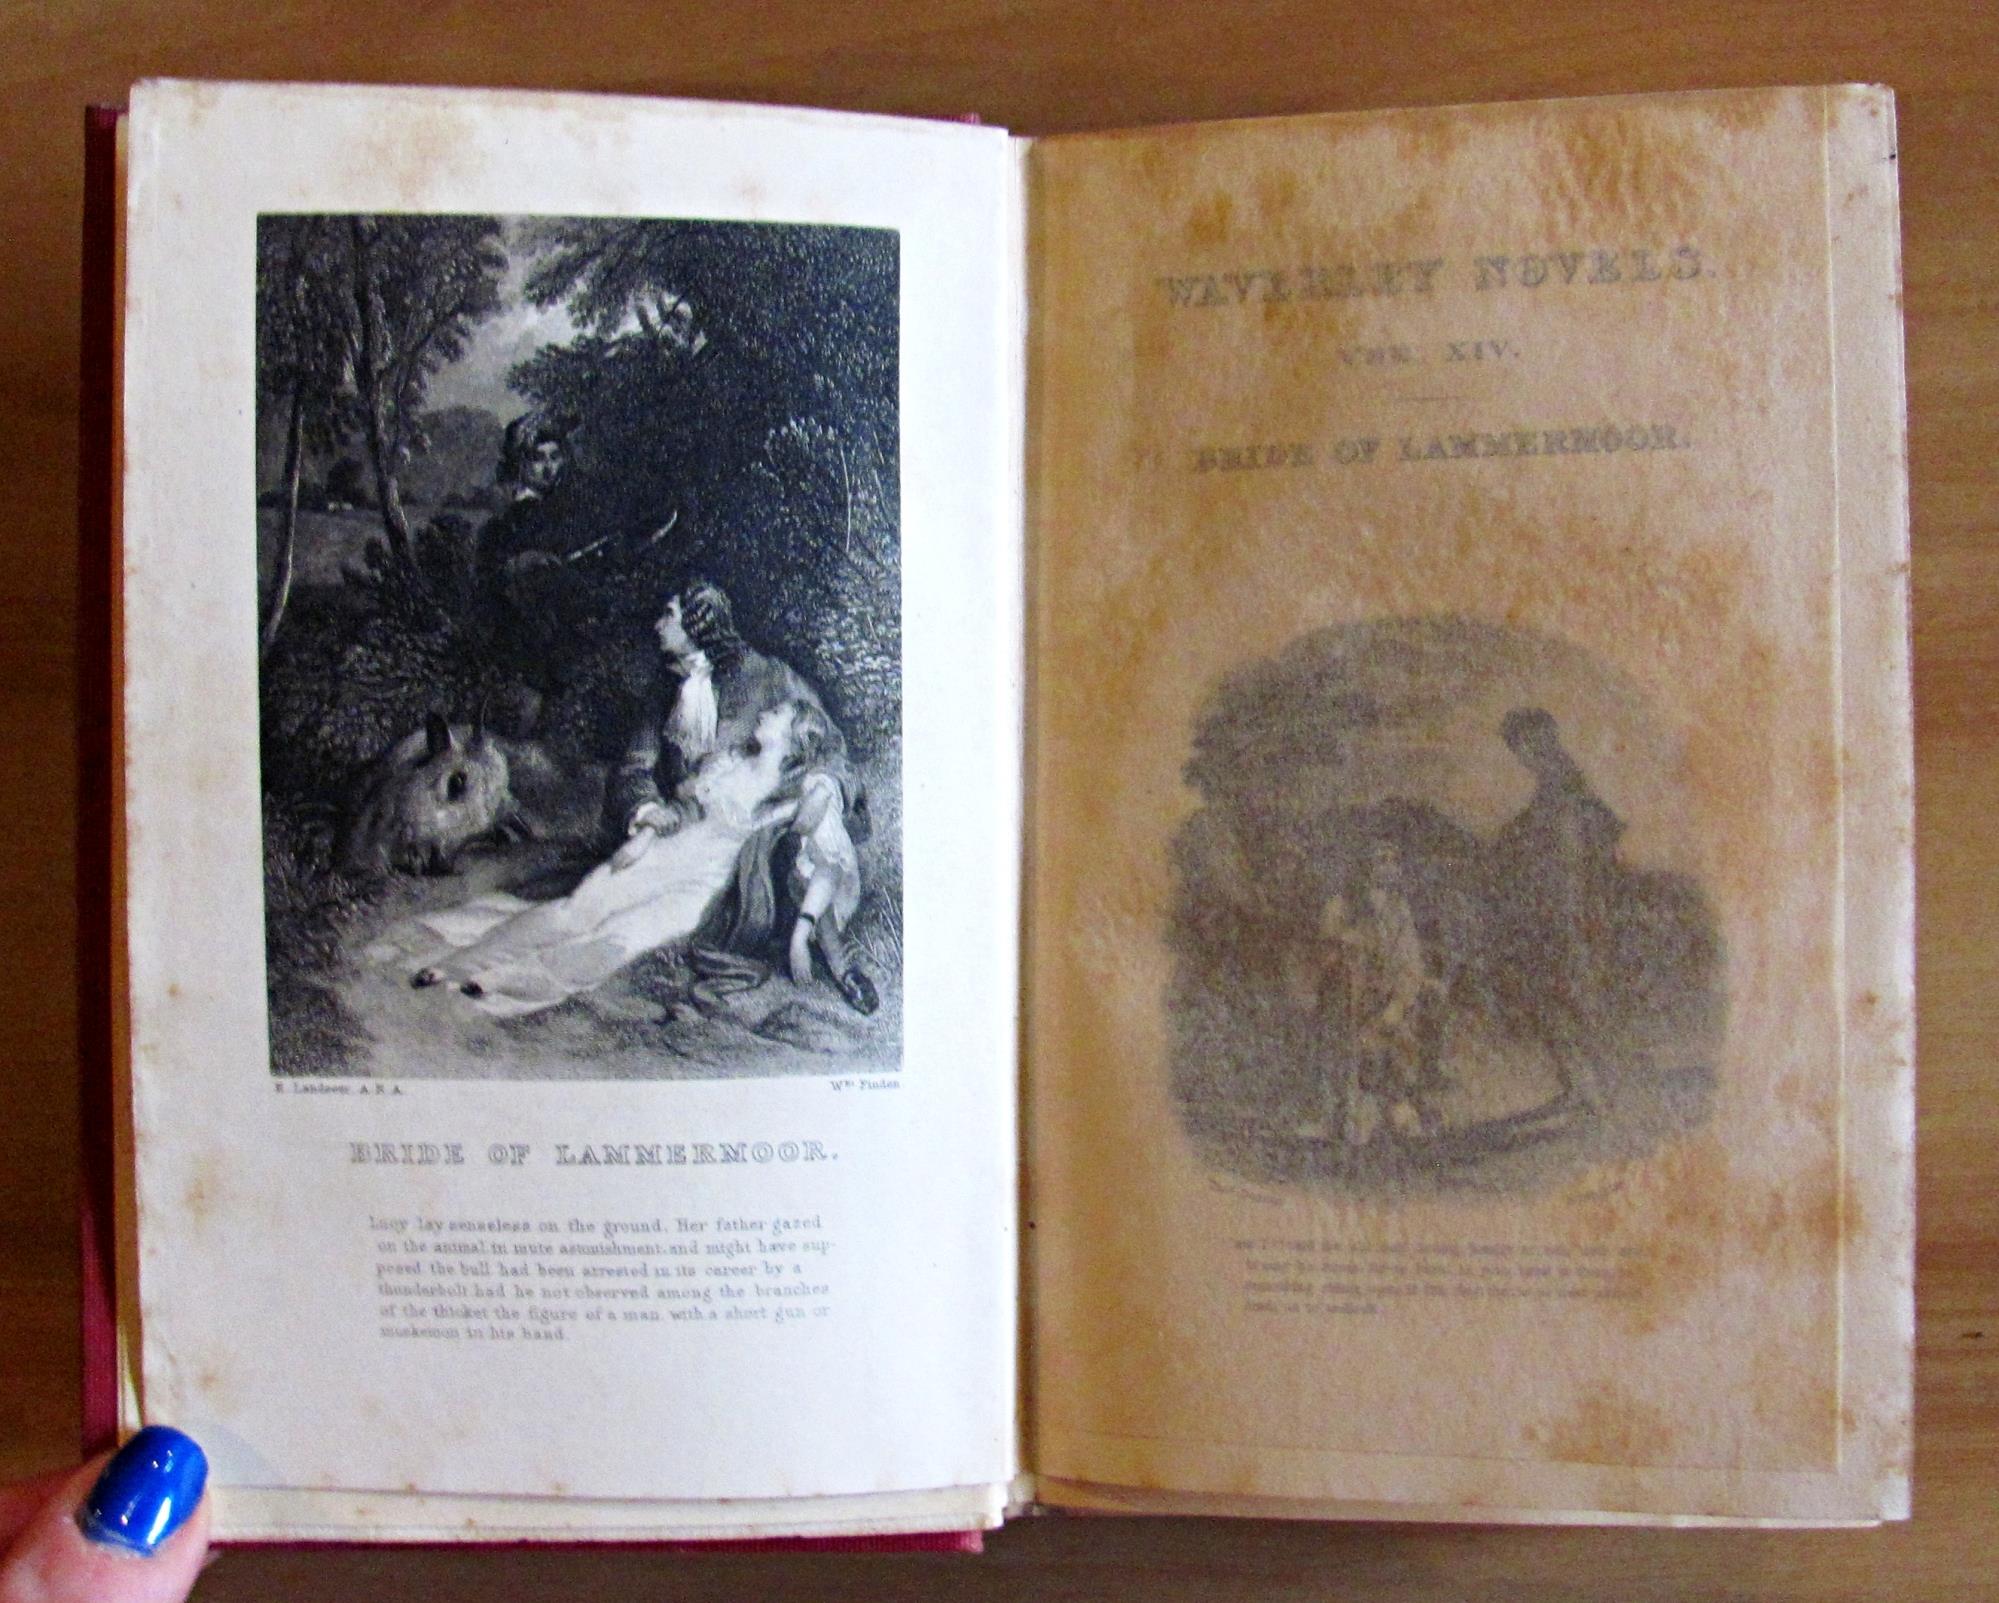 E. Landseer, A.R.A.
Wm. Finden
BRIDE OF LAMMERMOOR.
Lucy lay senseless on the ground. Her father gazed
on the animal in mute astonishment and might have sup-
posed the bull had been arrested in its career by a
thunderbolt had he not observed among the branches
of the thicket the figure of a man with a short gun or
musketoon in his hand.
WAVERLEY NOVELS.
VOL. XIV.
BRIDE OF LAMMERMOOR.